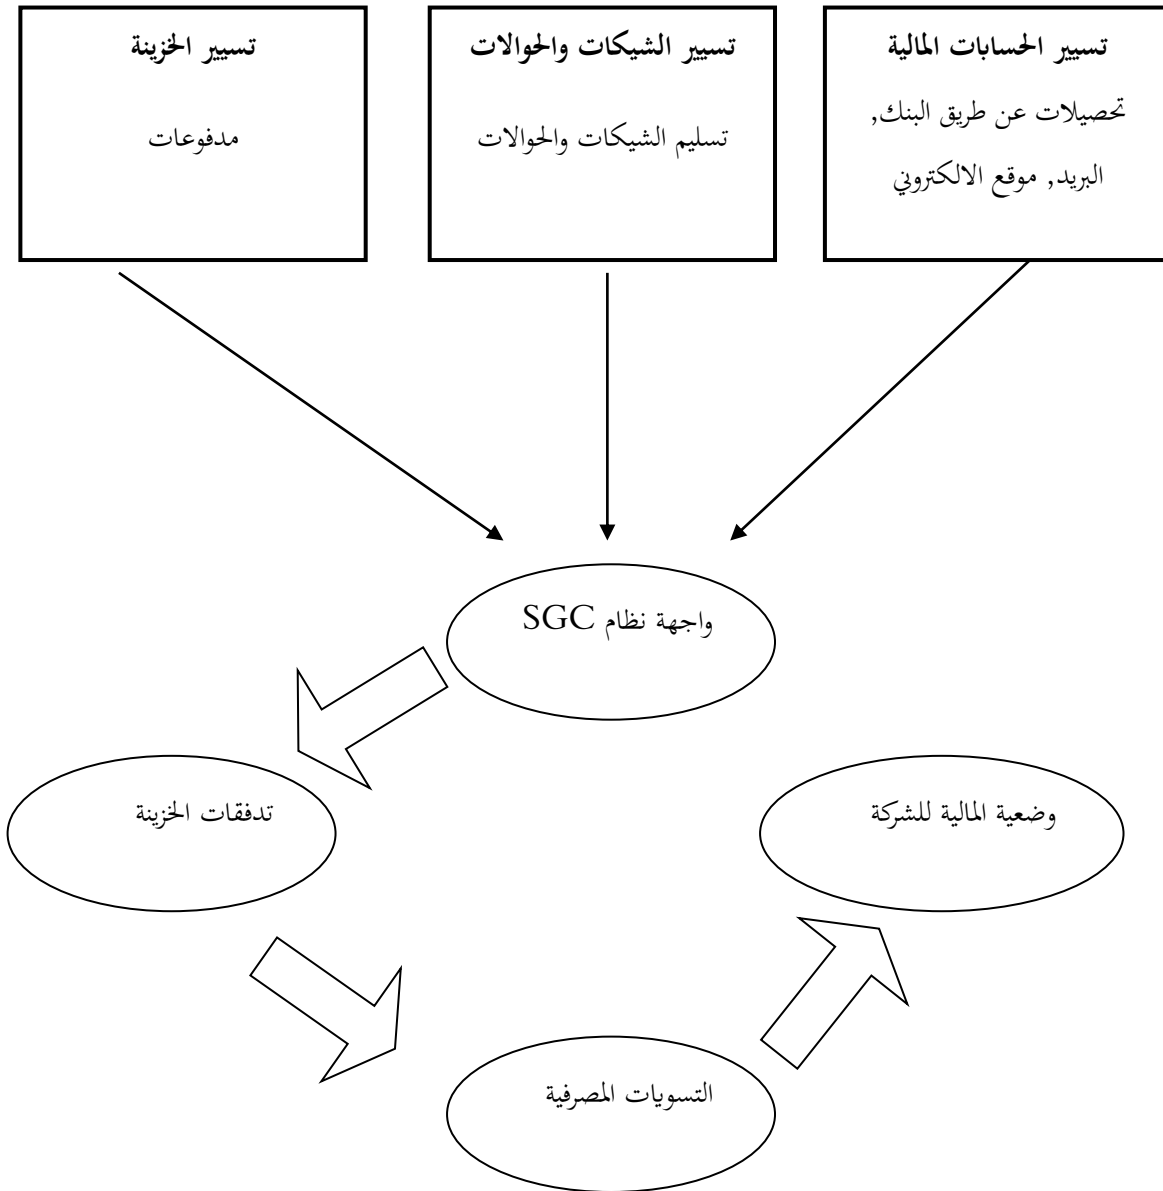 تسيير الحسابات المالية
تحصيلات عن طريق البنك,
البريد, موقع الالكتروني
تسيير الشيكات والحوالات
تسليم الشيكات والحوالات
تسيير الخزينة
مدفوعات
واجهة نظام SGC
وضعية المالية للشركة
تدفقات الخزينة
التسويات المصرفية